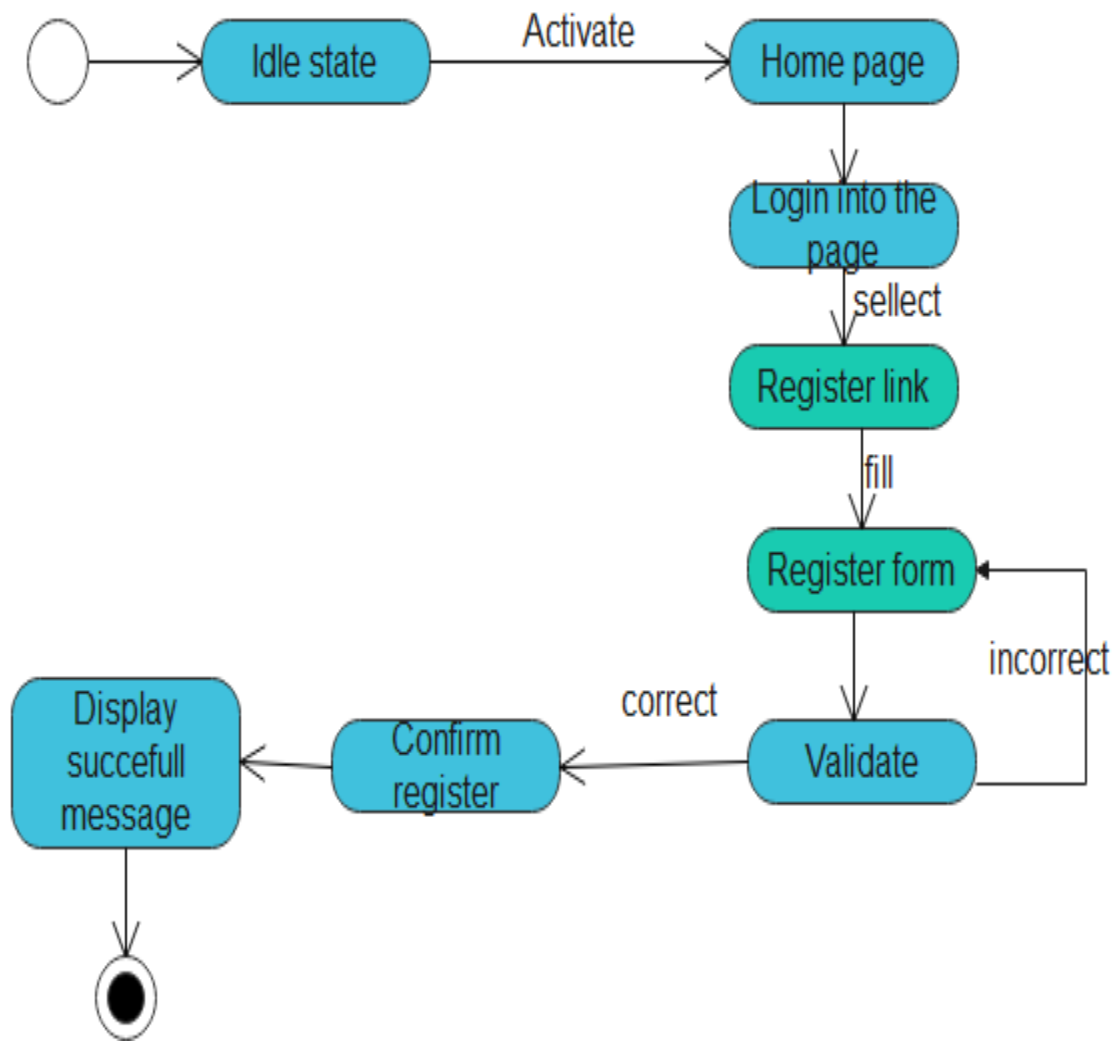 Idle state
Activate
Home page
Login into the
page
sellect
Register link
fill
Register form
incorrect
Validate
correct
Confirm
register
Display
succefull
message